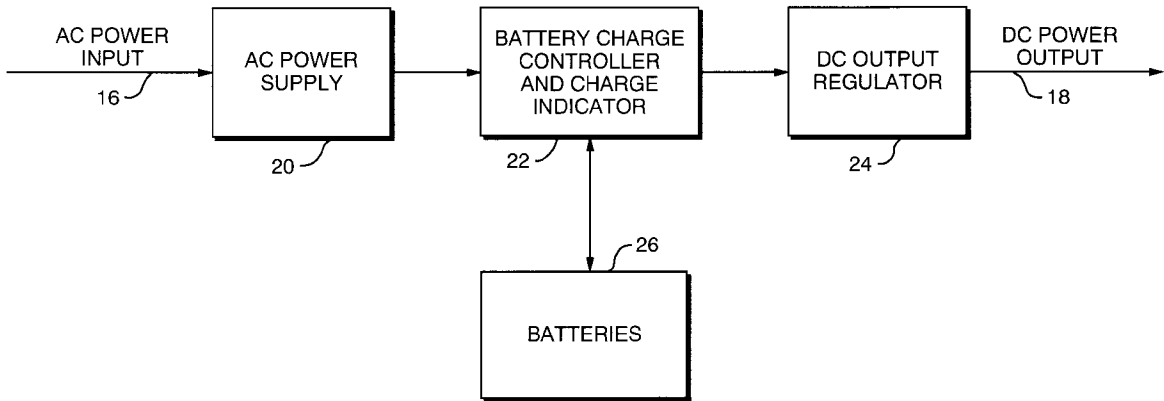 AC POWER
INPUT
16
AC POWER
SUPPLY
20
BATTERY CHARGE
CONTROLLER
AND CHARGE
INDICATOR
22
DC OUTPUT
REGULATOR
24
DC POWER
OUTPUT
18
26
BATTERIES